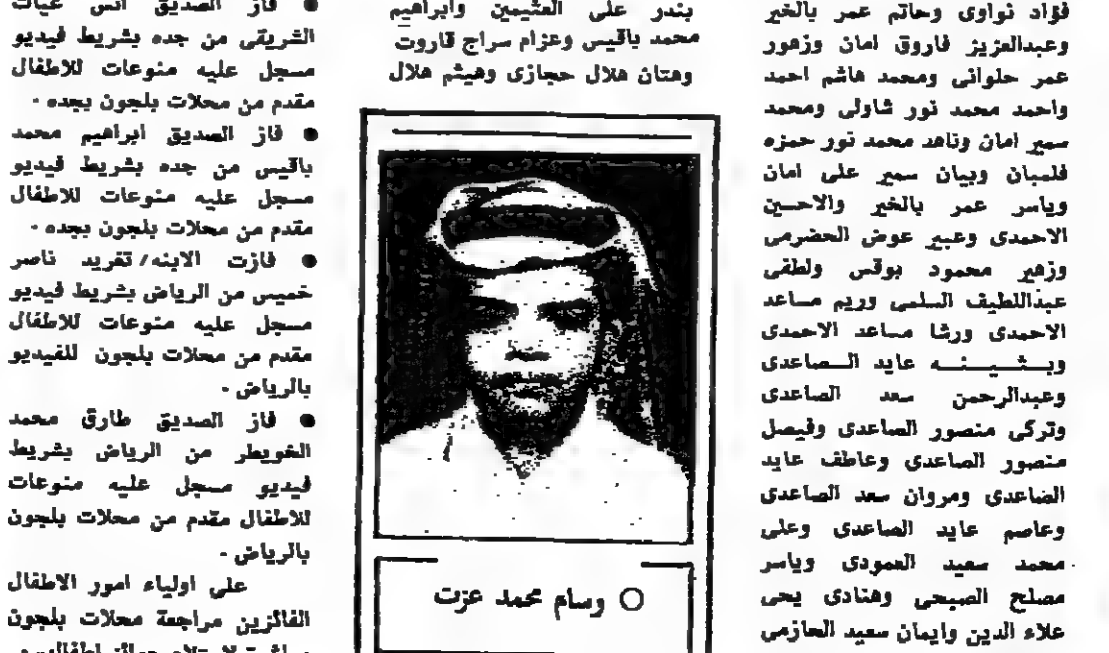 فؤاد نواوى وحاتم عمر بالخير
وعبدالعزيز فاروق امان وزهور
عمر حلوانى ومحمد هاشم احمد
واحمد محمد نور شاولى ومحمد
سمير امان وناهد محمد نور حمزه
فلمبان وبيان سمير على امان
وياسر عمر بالخير والاحسين
الاحمدى وعبير عوض الحضرمى
وزهير محمود بوقس ولطفى
عبداللطيف السلمى وريم مساعد
الاحمدى ورشا مساعد الاحمدى
وبثينه عايد الصاعدى
وعبدالرحمن سعد الصاعدى
وتركى منصور الصاعدى وفيصل
منصور الصاعدى وعاطف عايد
الصاعدى ومروان سعد الصاعدى
وعاصم عايد الصاعدى وعلى
محمد سعيد العمودى وياسر
مصلح الصبحى وهنادى يحى
علاء الدين وايمان سعيد الحازمى
بندر على العثيمين وابراهيم
محمد باقيس وعزام سراج قاروت
وهتان هلال حجازى وهيثم هلال
○ وسام محمد عزت
● فاز الصديق انس
الشريقى من جده بشريط فيديو
مسجل عليه منوعات للاطفال
مقدم من محلات بلجون بجده .
● فاز الصديق ابراهيم محمد
باقيس من جده بشريط فيديو
مسجل عليه منوعات للاطفال
مقدم من محلات بلجون بجده .
● فازت الابنه/ تغريد ناصر
خميس من الرياض بشريط فيديو
مسجل عليه منوعات للاطفال
مقدم من محلات بلجون للفيديو
بالرياض .
● فاز الصديق طارق محمد
الخويطر من الرياض بشريط
فيديو مسجل عليه منوعات
للاطفال مقدم من محلات بلجون
بالرياض .
على اولياء امور الاطفال
الفائزين مراجعة محلات بلجون